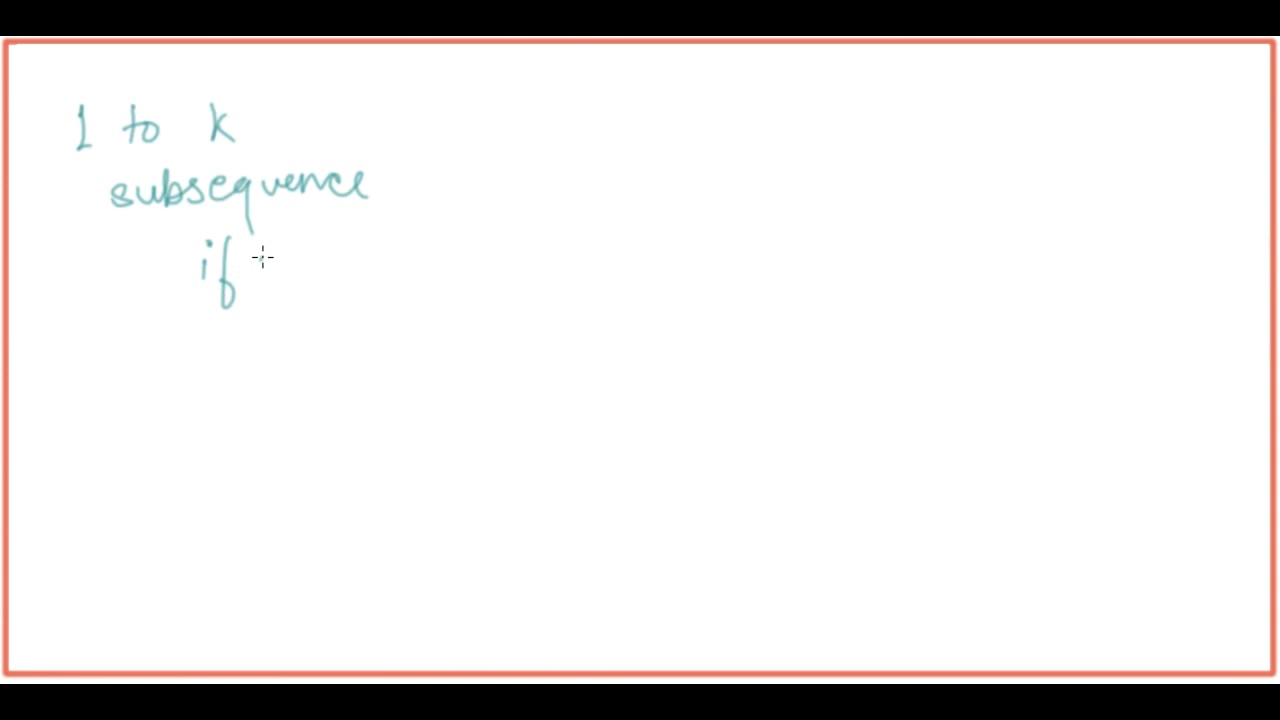 1 to k
subsequence
if